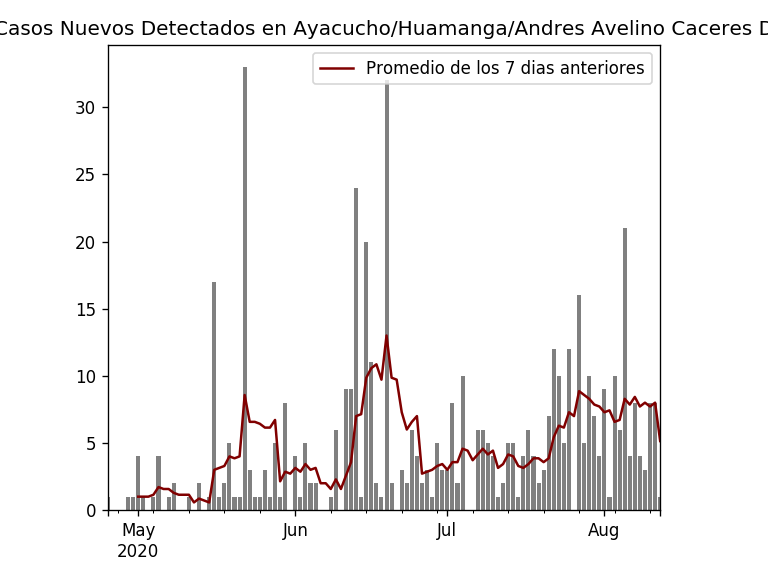 Casos Nuevos Detectados en Ayacucho/Huamanga/Andres Avelino Caceres D
Promedio de los 7 dias anteriores
30
25
20
15
10
5
0
May
Jun
Jul
Aug
2020